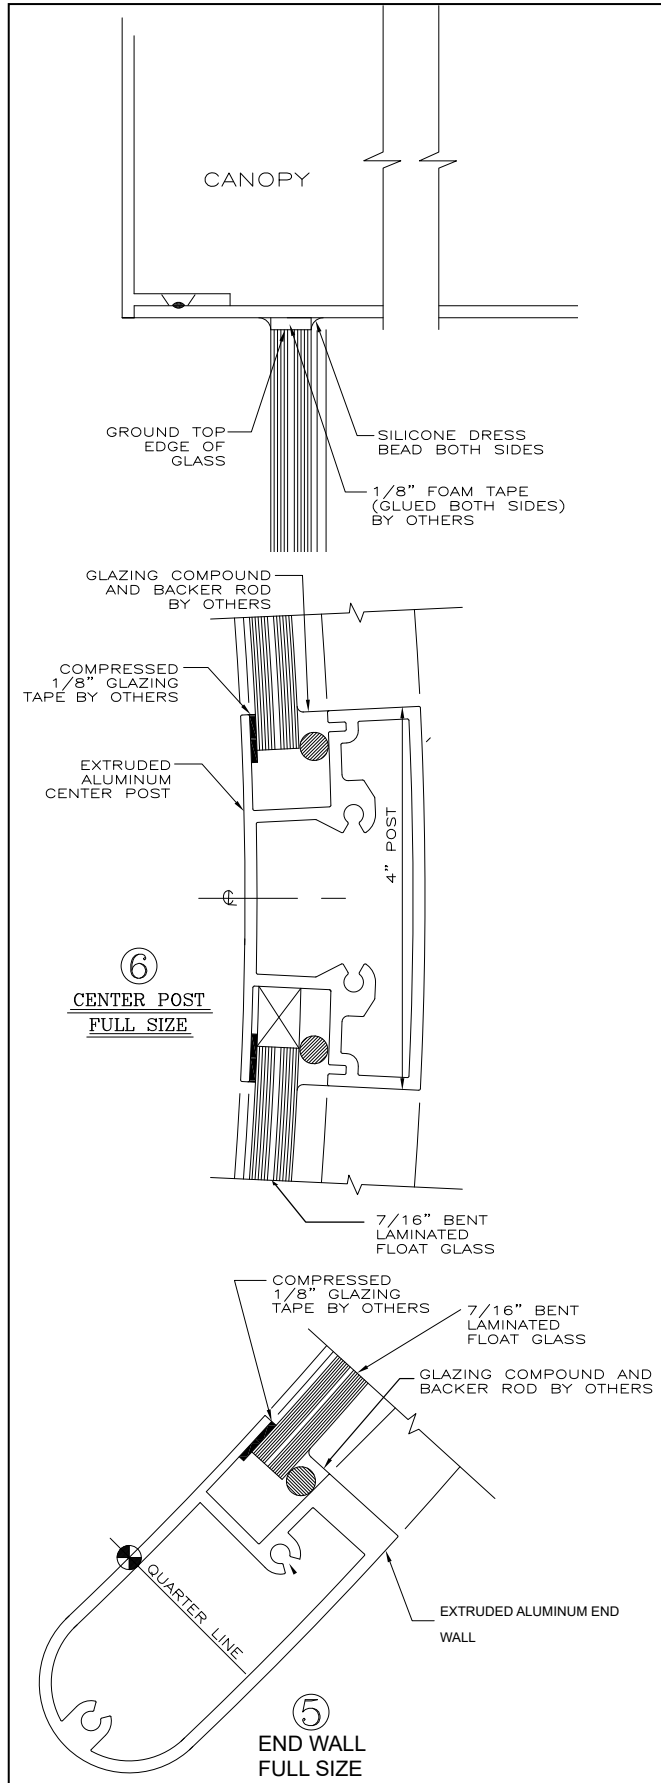 CANOPY
GROUND TOP
EDGE OF
GLASS
SILICONE DRESS
BEAD BOTH SIDES
1/8" FOAM TAPE
(GLUED BOTH SIDES)
BY OTHERS
GLAZING COMPOUND
AND BACKER ROD
BY OTHERS
COMPRESSED
1/8" GLAZING
TAPE BY OTHERS
EXTRUDED
ALUMINUM
CENTER POST
4" POST
℄
6
CENTER POST
FULL SIZE
7/16" BENT
LAMINATED
FLOAT GLASS
COMPRESSED
1/8" GLAZING
TAPE BY OTHERS
7/16" BENT
LAMINATED
FLOAT GLASS
GLAZING COMPOUND AND
BACKER ROD BY OTHERS
QUARTER LINE
EXTRUDED ALUMINUM END
WALL
5
END WALL
FULL SIZE